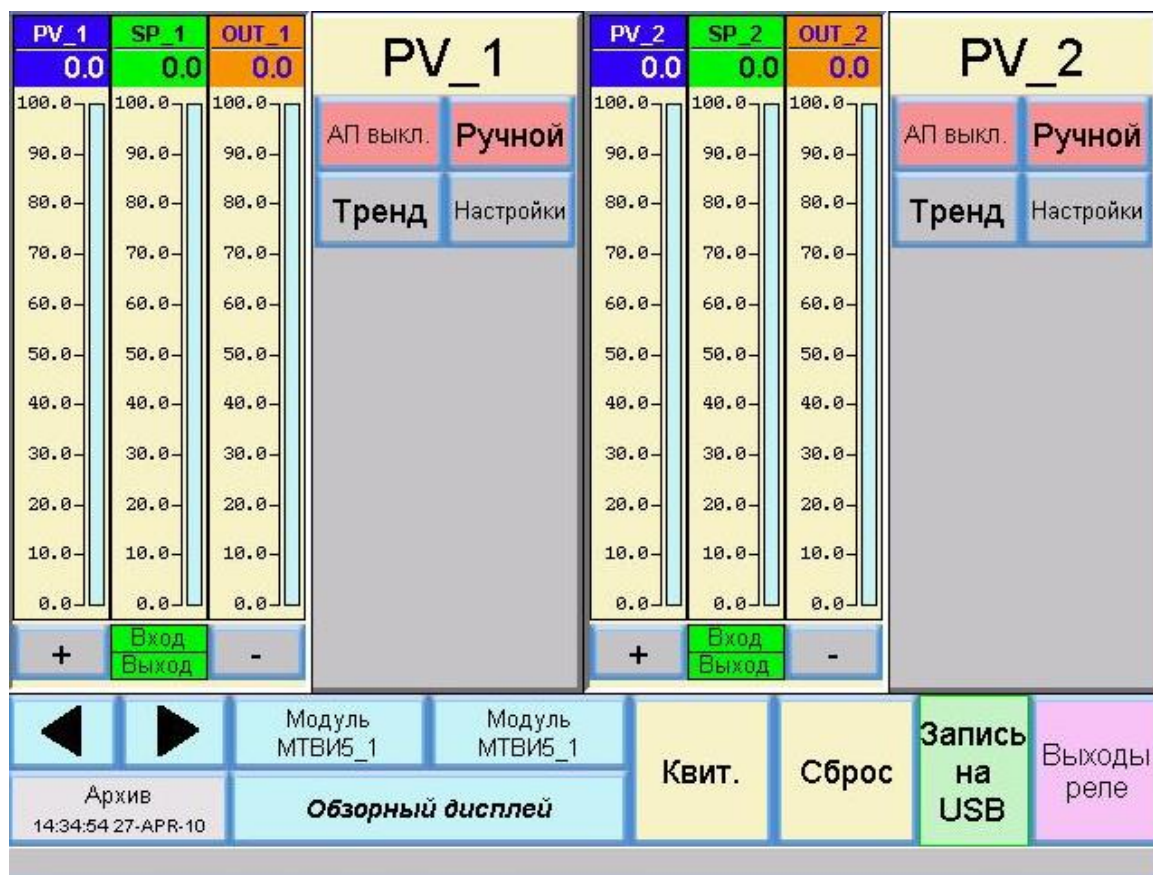 PV_1 SP_1 OUT_1 PV_1 PV_2 SP_2 OUT_2 PV_2
0.0 0.0 0.0 0.0 0.0 0.0
100.0 100.0 100.0 100.0 100.0 100.0
АП выкл. Ручной АП выкл. Ручной
90.0 90.0 90.0 90.0 90.0 90.0
80.0 80.0 80.0 Тренд Настройки 80.0 80.0 80.0 Тренд Настройки
70.0 70.0 70.0 70.0 70.0 70.0
60.0 60.0 60.0 60.0 60.0 60.0
50.0 50.0 50.0 50.0 50.0 50.0
40.0 40.0 40.0 40.0 40.0 40.0
30.0 30.0 30.0 30.0 30.0 30.0
20.0 20.0 20.0 20.0 20.0 20.0
10.0 10.0 10.0 10.0 10.0 10.0
0.0 0.0 0.0 0.0 0.0 0.0
+ Вход - + Вход -
Выход Выход
Модуль Модуль
МТВИ5_1 МТВИ5_1
Архив
14:34:54 27-APR-10
Обзорный дисплей
Квит.
Сброс
Запись
на
USB
Выходы
реле